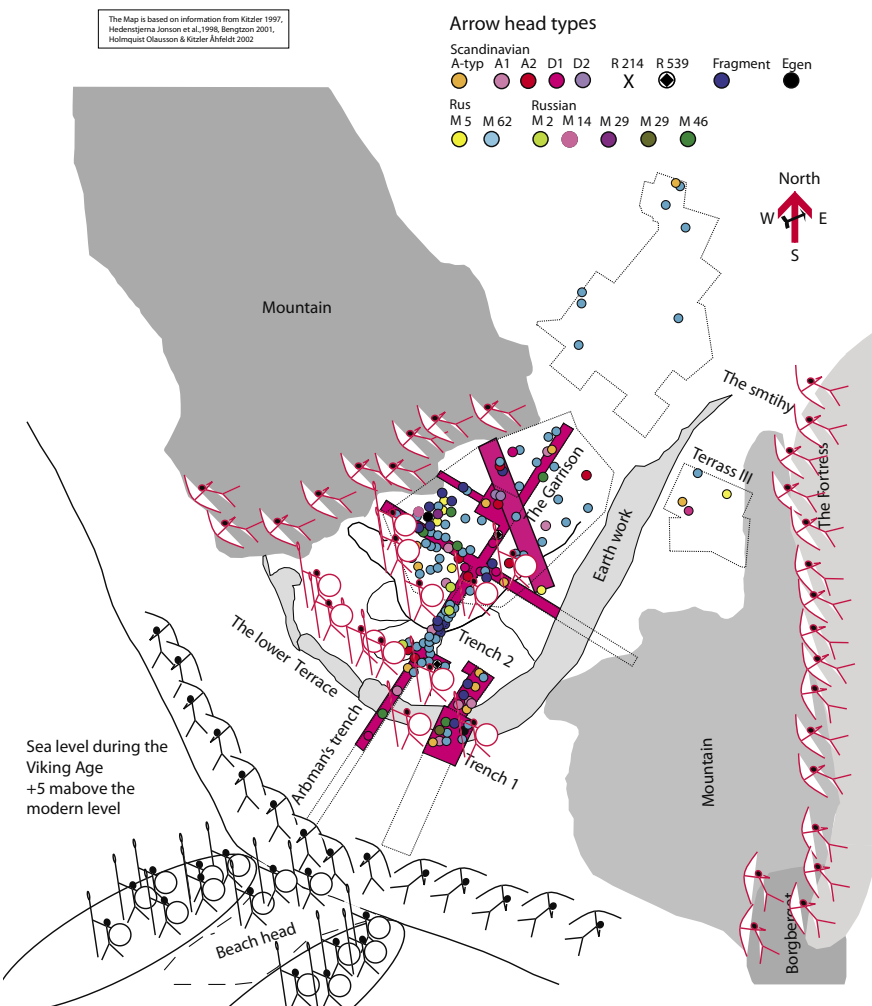 The Map is based on information from Kitzler 1997,
Hedenstjerna Jonson et al.,1998, Bengtzon 2001,
Holmquist Olausson & Kitzler Åhfeldt 2002
Arrow head types
Scandinavian
A-typ A1 A2 D1 D2 R 214 R 539 Fragment Egen
X
Rus Russian
M 5 M 62 M 2 M 14 M 29 M 29 M 46
North
W E
S
Mountain
The smtihy
The Fortress
Terrass III
The Garrison
Earth work
Trench 2
The lower Terrace
Arbman's trench
Trench 1
Mountain
Sea level during the
Viking Age
+5 mabove the
modern level
Beach head